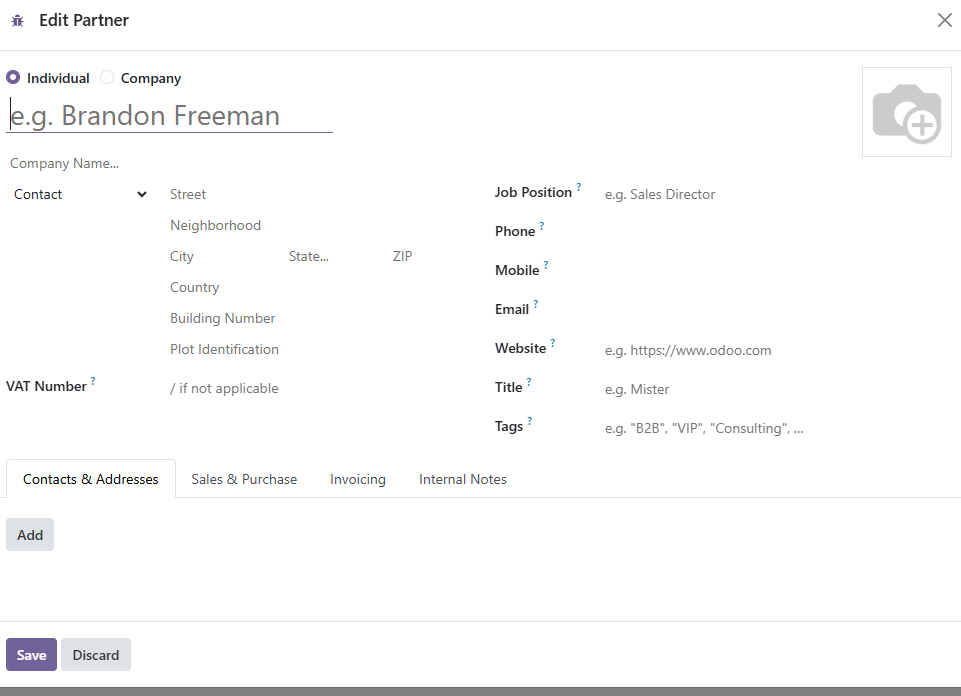 Edit Partner
Individual Company
e.g. Brandon Freeman
Company Name...
Contact
Street
Neighborhood
City State... ZIP
Country
Building Number
Plot Identification
VAT Number ? / if not applicable
Job Position ? e.g. Sales Director
Phone ?
Mobile ?
Email ?
Website ? e.g. https://www.odoo.com
Title ? e.g. Mister
Tags ? e.g. "B2B", "VIP", "Consulting", ...
Contacts & Addresses Sales & Purchase Invoicing Internal Notes
Add
Save Discard